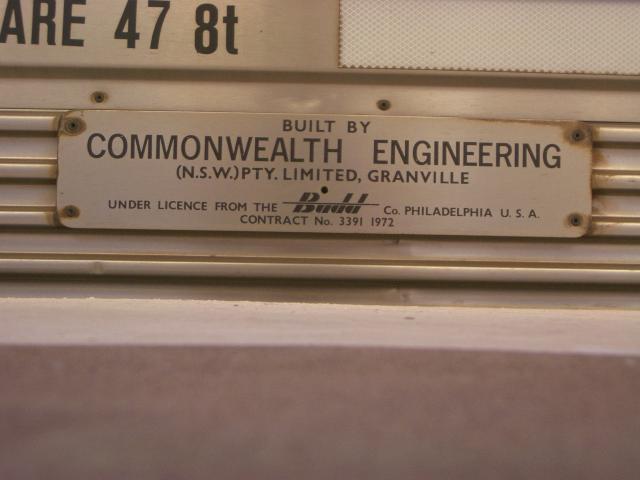 ARE 47 8t
BUILT BY
COMMONWEALTH ENGINEERING
(N.S.W.) PTY. LIMITED, GRANVILLE
UNDER LICENCE FROM THE Budd Co. PHILADELPHIA U. S. A.
CONTRACT No. 3391 1972